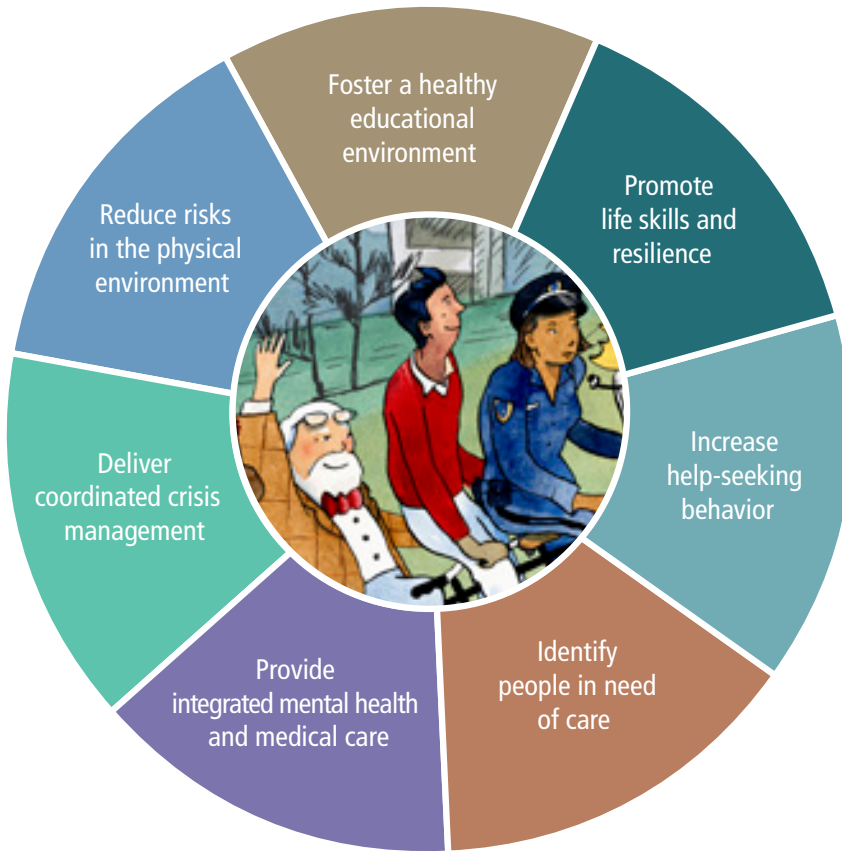 Foster a healthy
educational
environment
Promote
life skills and
resilience
Increase
help-seeking
behavior
Identify
people in need
of care
Provide
integrated mental health
and medical care
Deliver
coordinated crisis
management
Reduce risks
in the physical
environment